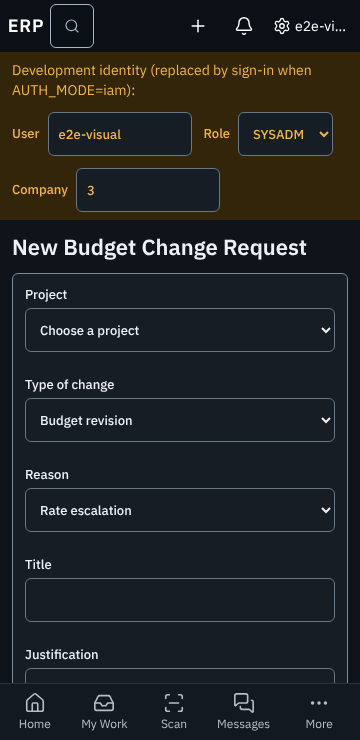 ERP
e2e-vi...
Development identity (replaced by sign-in when
AUTH_MODE=iam):
User e2e-visual Role SYSADM
Company 3
New Budget Change Request
Project
Choose a project
Type of change
Budget revision
Reason
Rate escalation
Title
Justification
Home My Work Scan Messages More